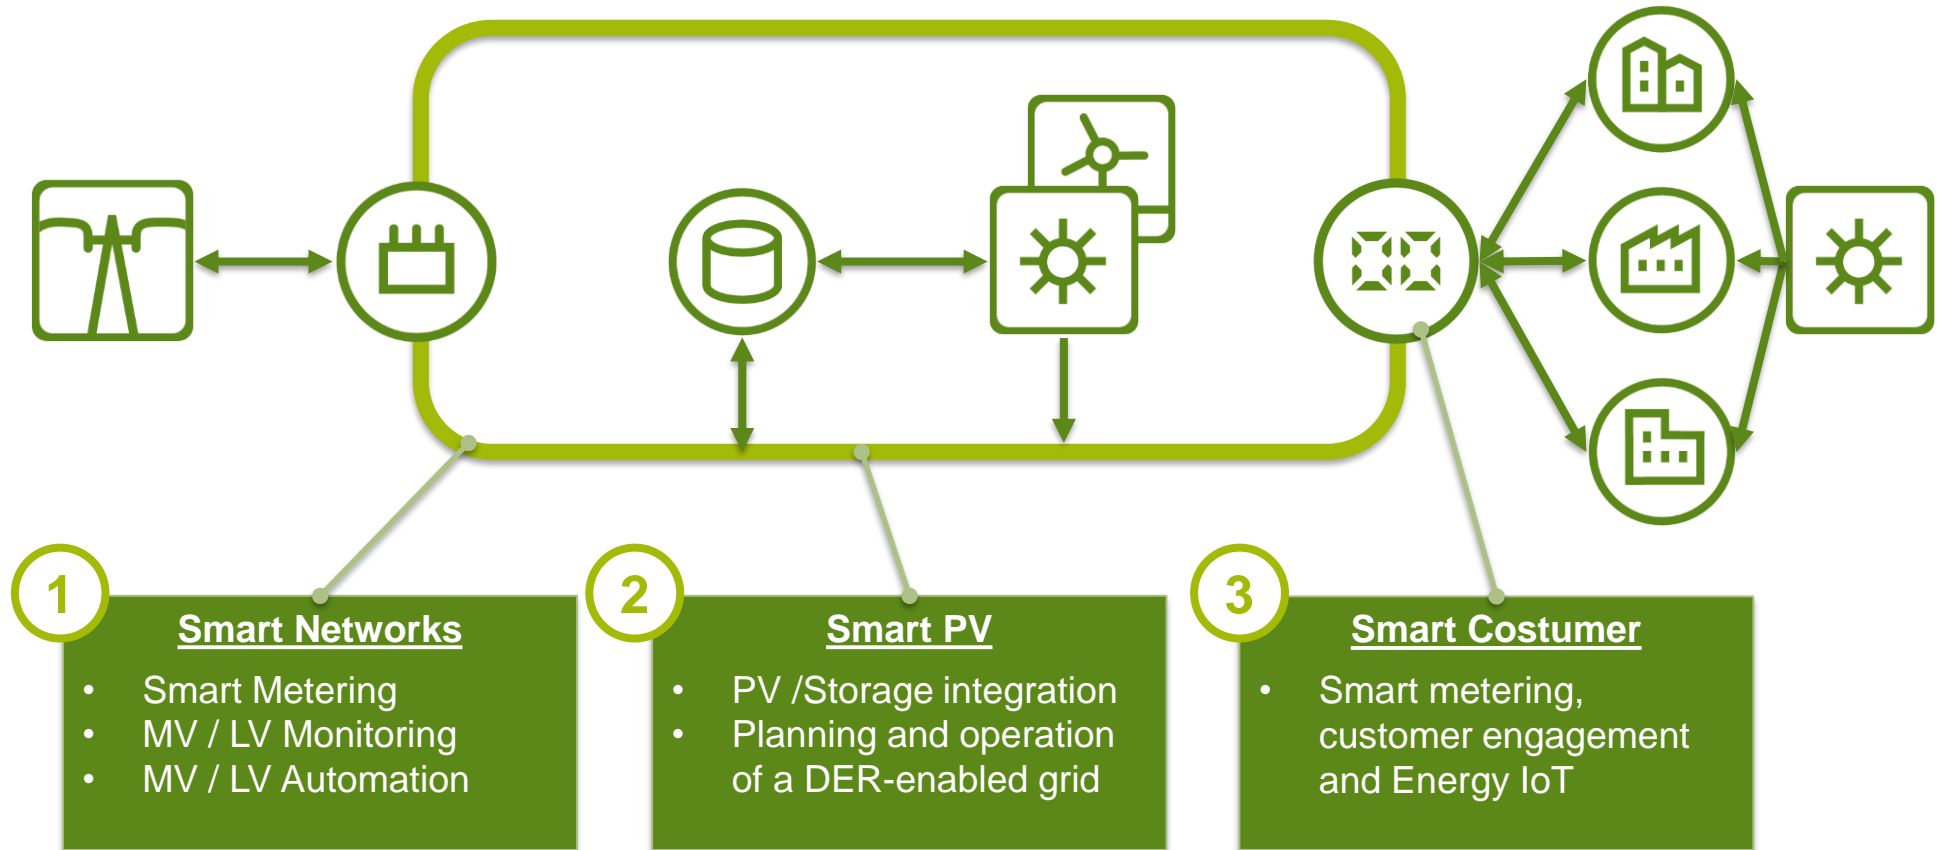 1
Smart Networks
• Smart Metering
• MV / LV Monitoring
• MV / LV Automation
2
Smart PV
• PV /Storage integration
• Planning and operation
of a DER-enabled grid
3
Smart Costumer
• Smart metering,
customer engagement
and Energy IoT